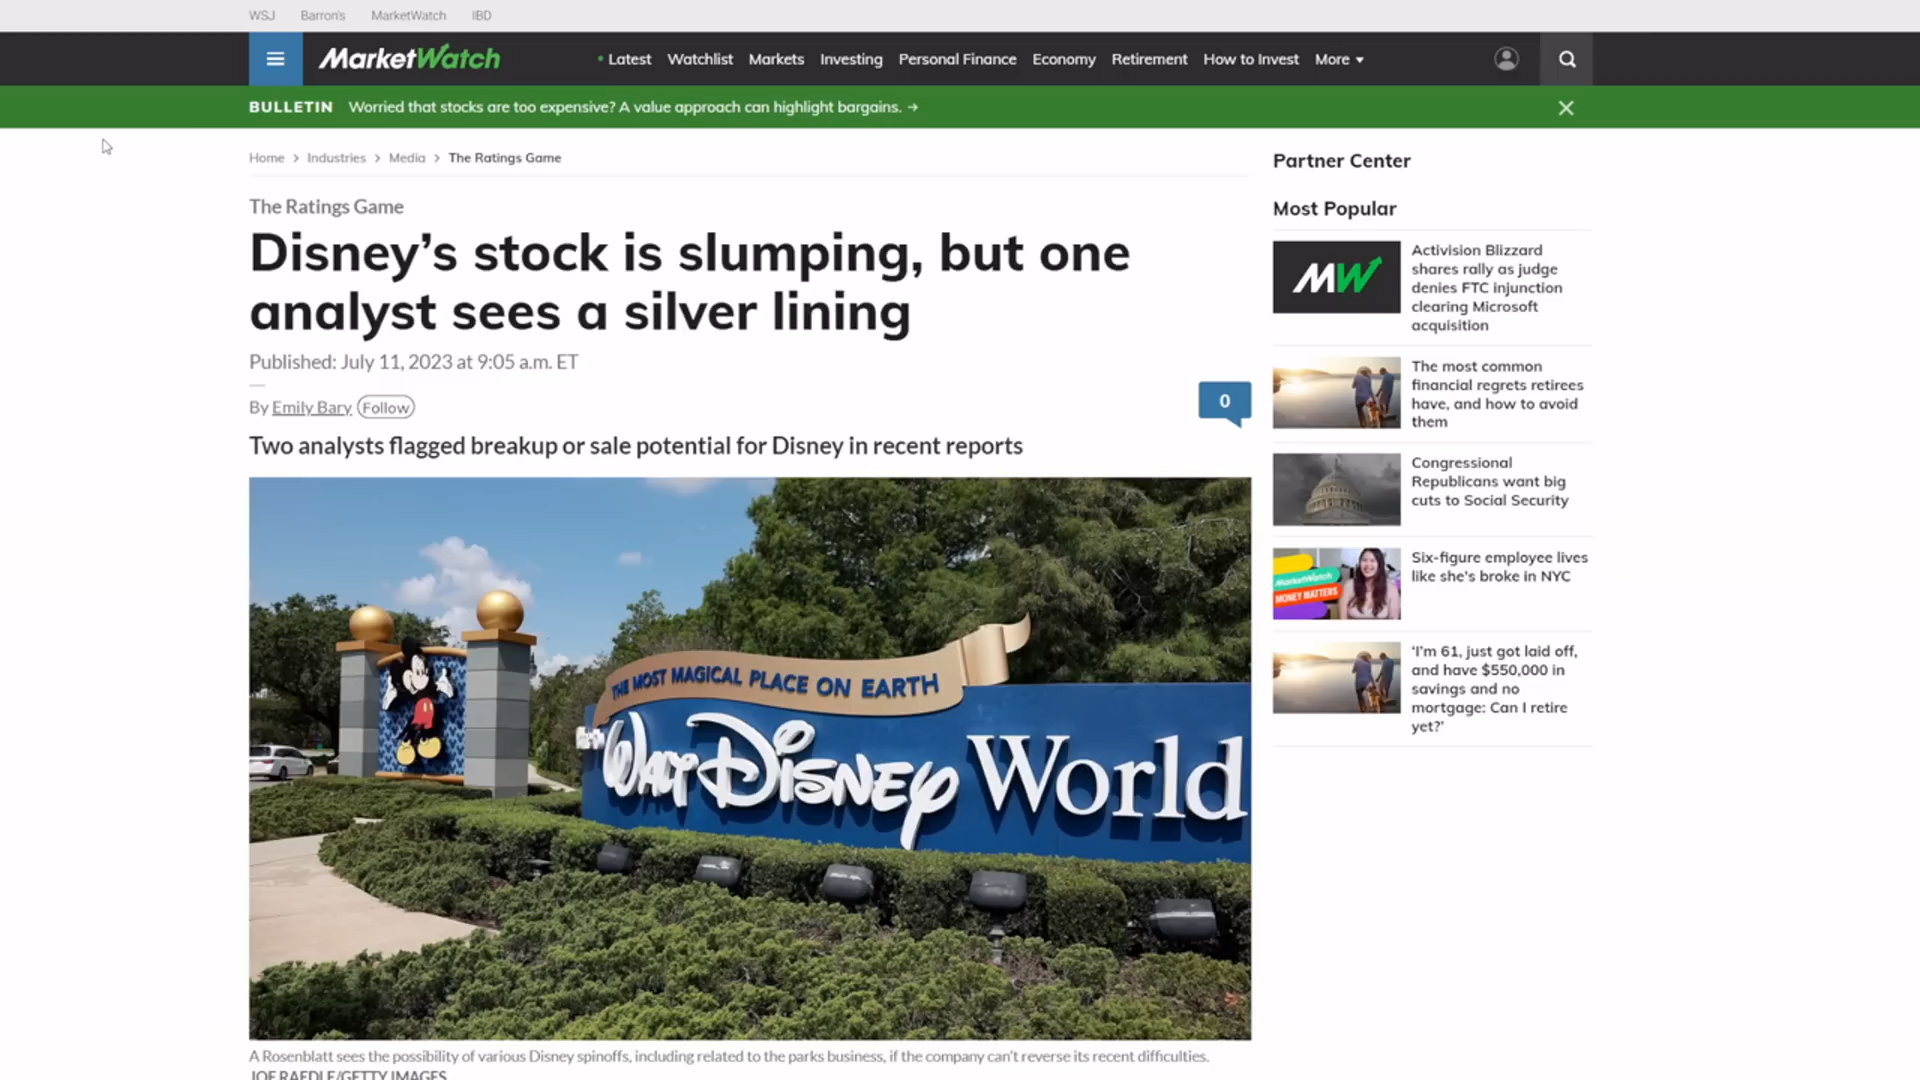 WSJ Barron's MarketWatch IBD
MarketWatch
• Latest Watchlist Markets Investing Personal Finance Economy Retirement How to Invest More
BULLETIN Worried that stocks are too expensive? A value approach can highlight bargains. →
Home > Industries > Media > The Ratings Game
The Ratings Game
Disney’s stock is slumping, but one
analyst sees a silver lining
Published: July 11, 2023 at 9:05 a.m. ET
By Emily Bary Follow
0
Two analysts flagged breakup or sale potential for Disney in recent reports
THE MOST MAGICAL PLACE ON EARTH
WALT DISNEY World
A Rosenblatt sees the possibility of various Disney spinoffs, including related to the parks business, if the company can't reverse its recent difficulties.
JOE RAEDLE/GETTY IMAGES
Partner Center
Most Popular
MW
Activision Blizzard
shares rally as judge
denies FTC injunction
clearing Microsoft
acquisition
The most common
financial regrets retirees
have, and how to avoid
them
Congressional
Republicans want big
cuts to Social Security
MarketWatch
MONEY MATTERS
Six-figure employee lives
like she's broke in NYC
‘I’m 61, just got laid off,
and have $550,000 in
savings and no
mortgage: Can I retire
yet?’